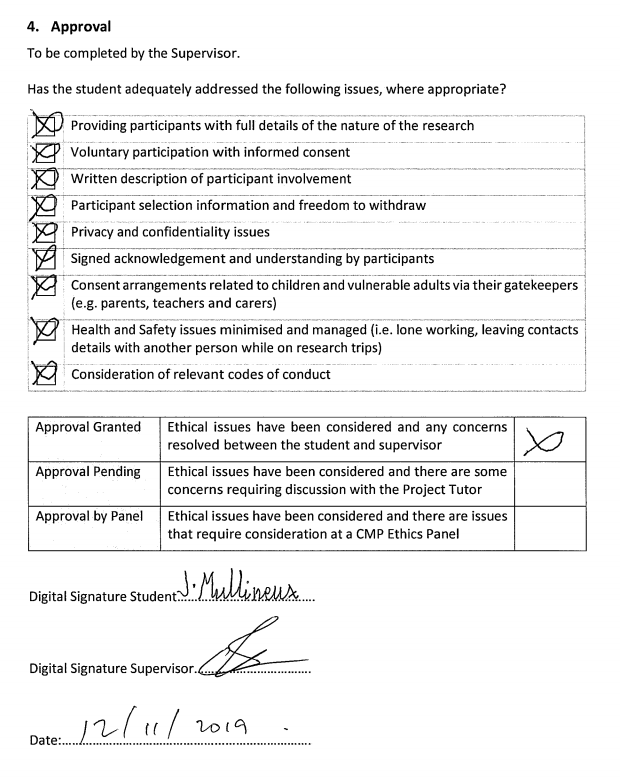 4. Approval
To be completed by the Supervisor.
Has the student adequately addressed the following issues, where appropriate?
Providing participants with full details of the nature of the research
Voluntary participation with informed consent
Written description of participant involvement
Participant selection information and freedom to withdraw
Privacy and confidentiality issues
Signed acknowledgement and understanding by participants
Consent arrangements related to children and vulnerable adults via their gatekeepers
(e.g. parents, teachers and carers)
Health and Safety issues minimised and managed (i.e. lone working, leaving contacts
details with another person while on research trips)
Consideration of relevant codes of conduct
Approval Granted Ethical issues have been considered and any concerns
resolved between the student and supervisor
Approval Pending Ethical issues have been considered and there are some
concerns requiring discussion with the Project Tutor
Approval by Panel Ethical issues have been considered and there are issues
that require consideration at a CMP Ethics Panel
Digital Signature Student J. Mullineux
Digital Signature Supervisor
Date: 12/11/2019